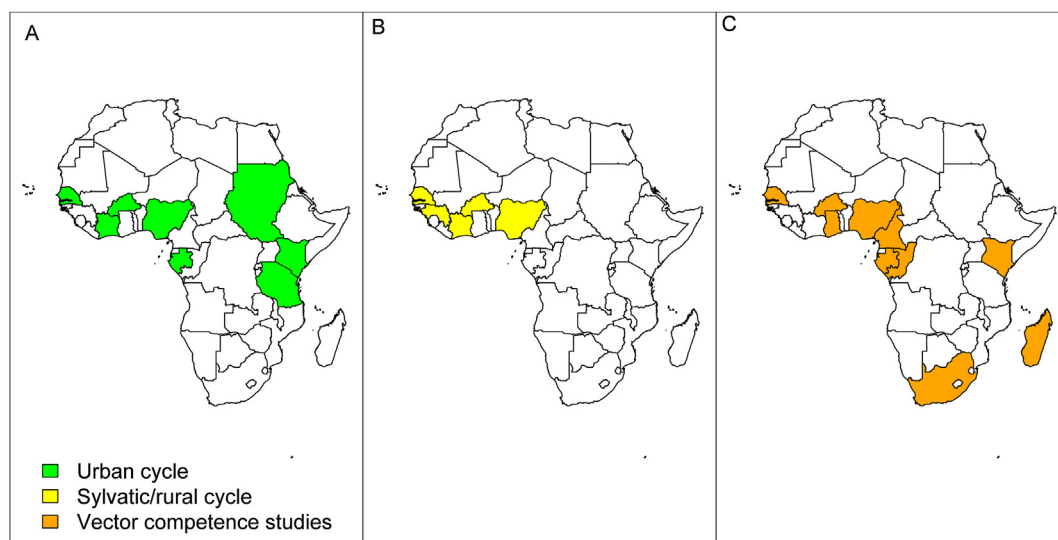 A
B
C
Urban cycle
Sylvatic/rural cycle
Vector competence studies